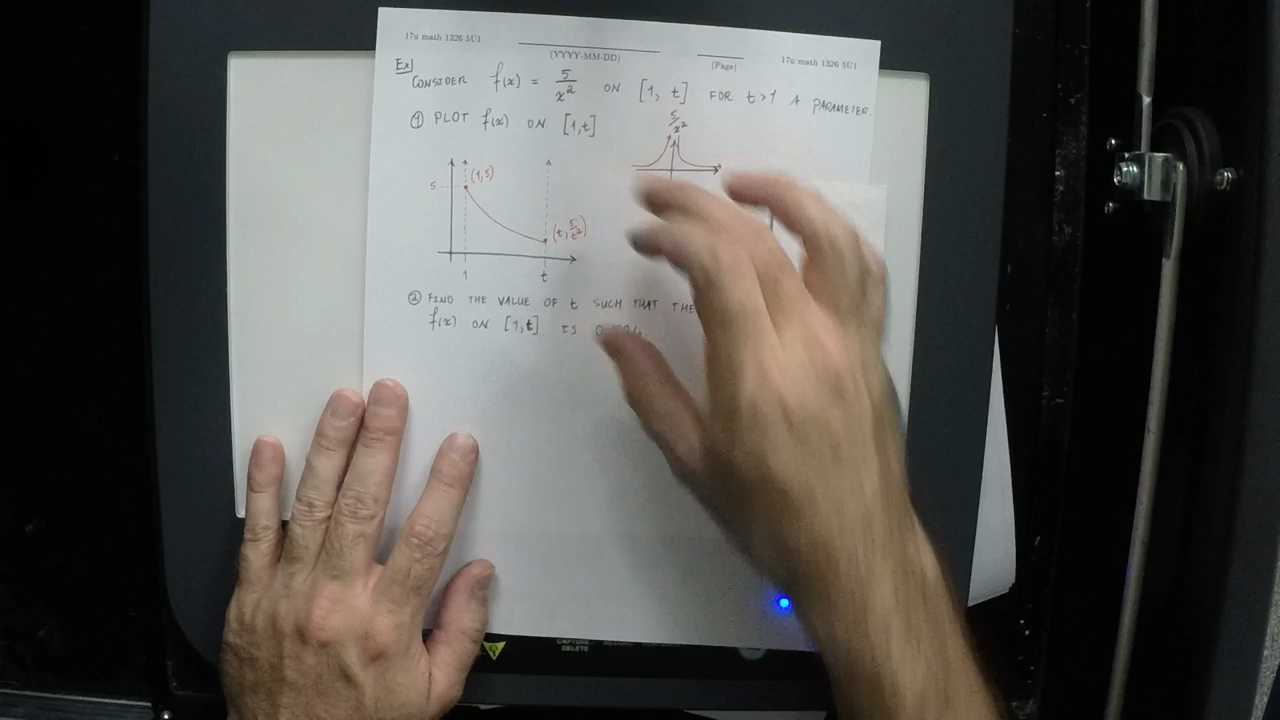 17u math 1326 5U1
(YYYY-MM-DD)
(Page)
17u math 1326 5U1
Ex)
CONSIDER f(x) = 5/x² ON [1, t] FOR t>1 A PARAMETER.
① PLOT f(x) ON [1,t]
5/x²
5
(1,5)
(t, 5/t²)
1
t
② FIND THE VALUE OF t SUCH THAT THE
f(x) ON [1,t] IS
CAPTURE
DELETE